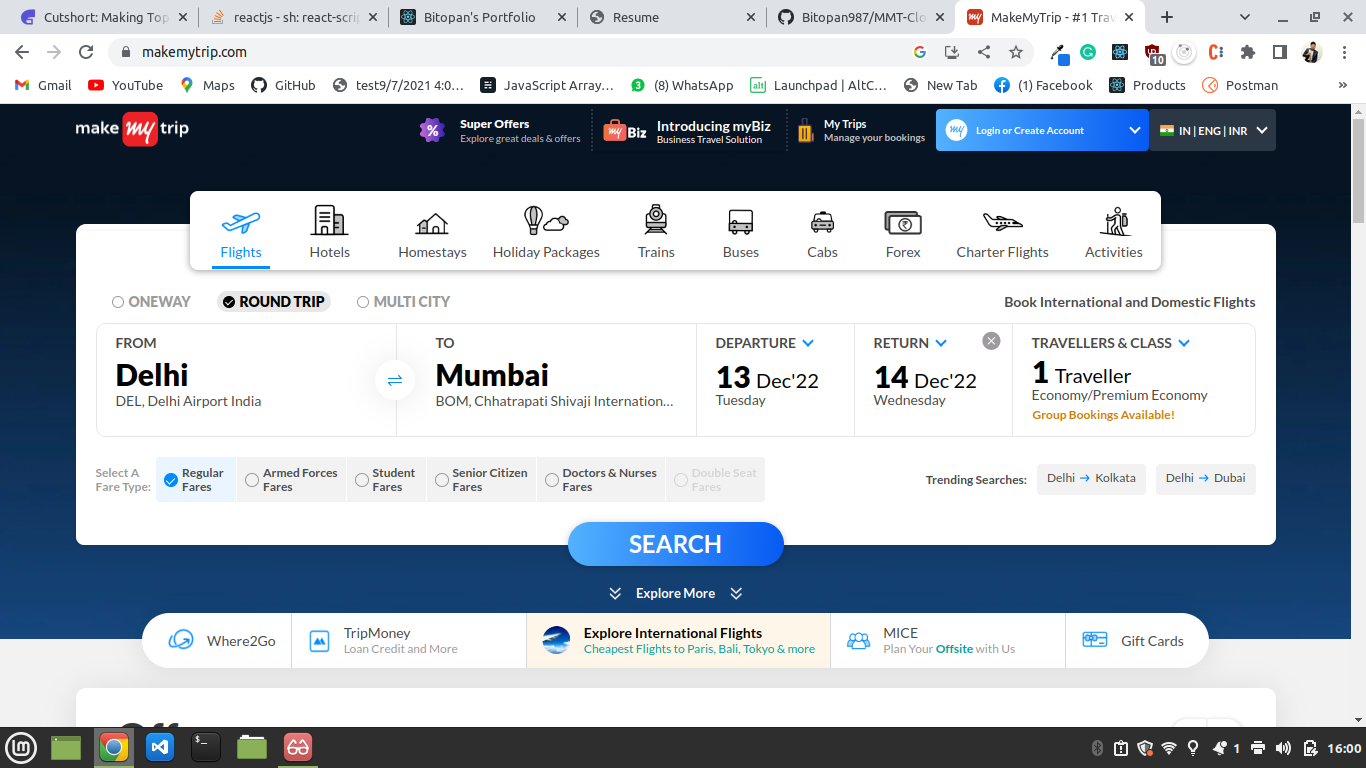 Cutshort: Making Top
reactjs - sh: react-scrip
Bitopan's Portfolio
Resume
Bitopan987/MMT-Clo
MakeMyTrip - #1 Trav
makemytrip.com
10
Gmail
YouTube
Maps
GitHub
test9/7/2021 4:0...
JavaScript Array...
(8) WhatsApp
Launchpad | AltC...
New Tab
(1) Facebook
Products
Postman
make my trip
Super Offers
Explore great deals & offers
my Biz
Introducing myBiz
Business Travel Solution
My Trips
Manage your bookings
my
Login or Create Account
IN | ENG | INR
Flights
Hotels
Homestays
Holiday Packages
Trains
Buses
Cabs
Forex
Charter Flights
Activities
ONEWAY
ROUND TRIP
MULTI CITY
Book International and Domestic Flights
FROM
Delhi
DEL, Delhi Airport India
TO
Mumbai
BOM, Chhatrapati Shivaji Internation...
DEPARTURE
13 Dec'22
Tuesday
RETURN
14 Dec'22
Wednesday
TRAVELLERS & CLASS
1 Traveller
Economy/Premium Economy
Group Bookings Available!
Select A
Fare Type:
Regular
Fares
Armed Forces
Fares
Student
Fares
Senior Citizen
Fares
Doctors & Nurses
Fares
Double Seat
Fares
Trending Searches:
Delhi → Kolkata
Delhi → Dubai
SEARCH
Explore More
Where2Go
TripMoney
Loan Credit and More
Explore International Flights
Cheapest Flights to Paris, Bali, Tokyo & more
MICE
Plan Your Offsite with Us
Gift Cards
1
16:00